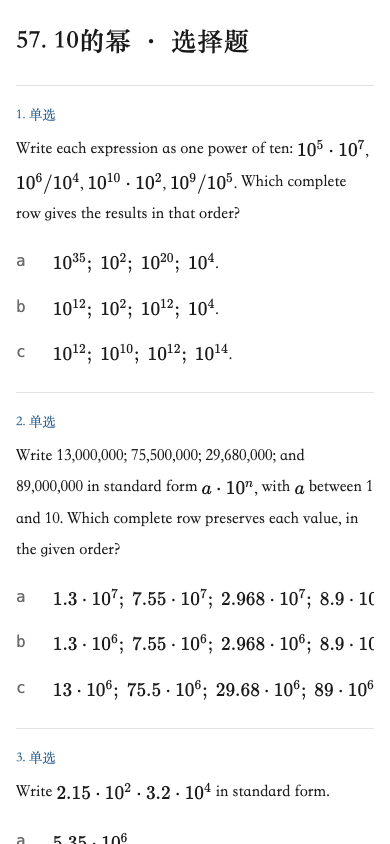 57. 10的幂 · 选择题
1. 单选
Write each expression as one power of ten: 10⁵ · 10⁷,
10⁶/10⁴, 10¹⁰ · 10², 10⁹/10⁵. Which complete
row gives the results in that order?
a 10³⁵; 10²; 10²⁰; 10⁴.
b 10¹²; 10²; 10¹²; 10⁴.
c 10¹²; 10¹⁰; 10¹²; 10¹⁴.
2. 单选
Write 13,000,000; 75,500,000; 29,680,000; and
89,000,000 in standard form a · 10ⁿ, with a between 1
and 10. Which complete row preserves each value, in
the given order?
a 1.3 · 10⁷; 7.55 · 10⁷; 2.968 · 10⁷; 8.9 · 10
b 1.3 · 10⁶; 7.55 · 10⁶; 2.968 · 10⁶; 8.9 · 10
c 13 · 10⁶; 75.5 · 10⁶; 29.68 · 10⁶; 89 · 10⁶
3. 单选
Write 2.15 · 10² · 3.2 · 10⁴ in standard form.
a 5.35 · 10⁶